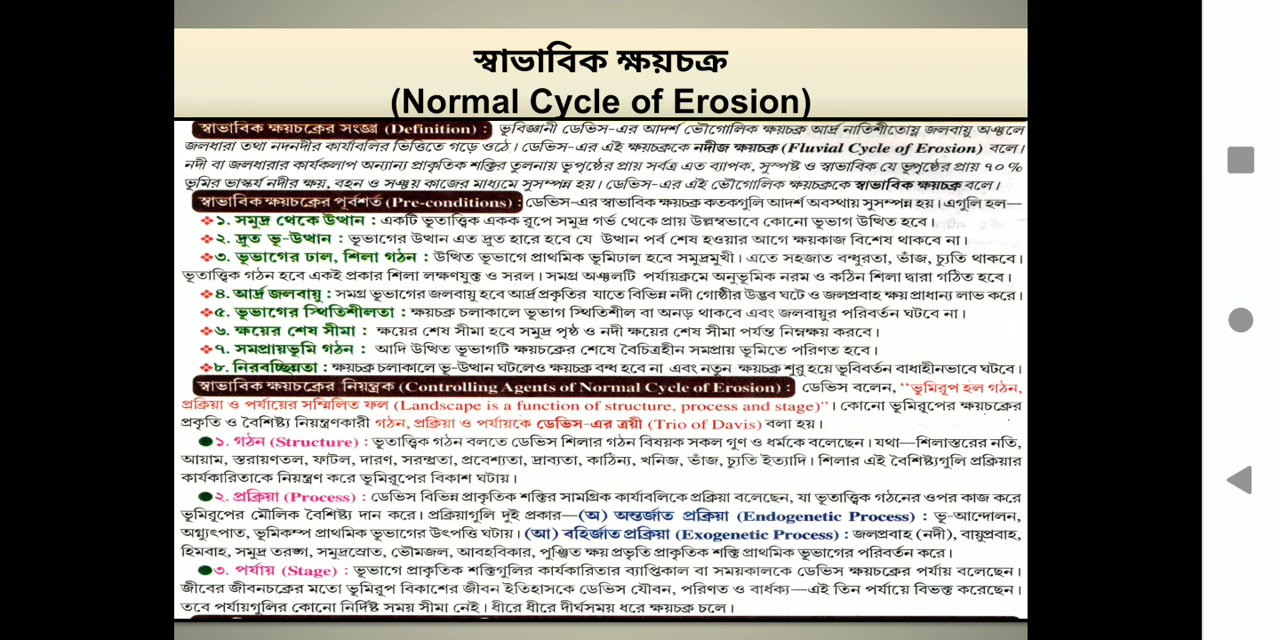 স্বাভাবিক ক্ষয়চক্র
(Normal Cycle of Erosion)
স্বাভাবিক ক্ষয়চক্রের সংজ্ঞা (Definition) : ভূবিজ্ঞানী ডেভিস-এর আদর্শ ভৌগোলিক ক্ষয়চক্র আর্দ্র নাতিশীতোষ্ণ জলবায়ু অঞ্চলে
জলধারা তথা নদনদীর কার্যাবলির ভিত্তিতে গড়ে ওঠে। ডেভিস-এর এই ক্ষয়চক্রকে নদীজ ক্ষয়চক্র (Fluvial Cycle of Erosion) বলে।
নদী বা জলধারার কার্যকলাপ অন্যান্য প্রাকৃতিক শক্তির তুলনায় ভূপৃষ্ঠের প্রায় সর্বত্র এত ব্যাপক, সুস্পষ্ট ও স্বাভাবিক যে ভূপৃষ্ঠের প্রায় ৭০%
ভূমির ভাস্কর্য নদীর ক্ষয়, বহন ও সঞ্চয় কাজের মাধ্যমে সুসম্পন্ন হয়। ডেভিস-এর এই ভৌগোলিক ক্ষয়চক্রকে স্বাভাবিক ক্ষয়চক্র বলে।
স্বাভাবিক ক্ষয়চক্রের পূর্বশর্ত (Pre-conditions) : ডেভিস-এর স্বাভাবিক ক্ষয়চক্র কতকগুলি আদর্শ অবস্থায় সুসম্পন্ন হয়। এগুলি হল—
❖১. সমুদ্র থেকে উত্থান : একটি ভূতাত্ত্বিক একক রূপে সমুদ্র গর্ভ থেকে প্রায় উল্লম্বভাবে কোনো ভূভাগ উত্থিত হবে।
❖২. দ্রুত ভূ-উত্থান : ভূভাগের উত্থান এত দ্রুত হারে হবে যে উত্থান পর্ব শেষ হওয়ার আগে ক্ষয়কাজ বিশেষ থাকবে না।
❖৩. ভূভাগের ঢাল, শিলা গঠন : উত্থিত ভূভাগে প্রাথমিক ভূমিঢাল হবে সমুদ্রমুখী। এতে সহজাত বন্ধুরতা, ভাঁজ, চ্যুতি থাকবে।
ভূতাত্ত্বিক গঠন হবে একই প্রকার শিলা লক্ষণযুক্ত ও সরল। সমগ্র অঞ্চলটি পর্যায়ক্রমে অনুভূমিক নরম ও কঠিন শিলা দ্বারা গঠিত হবে।
❖৪. আর্দ্র জলবায়ু : সমগ্র ভূভাগের জলবায়ু হবে আর্দ্র প্রকৃতির যাতে বিভিন্ন নদী গোষ্ঠীর উদ্ভব ঘটে ও জলপ্রবাহ ক্ষয় প্রাধান্য লাভ করে।
❖৫. ভূভাগের স্থিতিশীলতা : ক্ষয়চক্র চলাকালে ভূভাগ স্থিতিশীল বা অনড় থাকবে এবং জলবায়ুর পরিবর্তন ঘটবে না।
❖৬. ক্ষয়ের শেষ সীমা : ক্ষয়ের শেষ সীমা হবে সমুদ্র পৃষ্ঠ ও নদী ক্ষয়ের শেষ সীমা পর্যন্ত নিম্নক্ষয় করবে।
❖৭. সমপ্রায়ভূমি গঠন : আদি উত্থিত ভূভাগটি ক্ষয়চক্রের শেষে বৈচিত্রহীন সমপ্রায় ভূমিতে পরিণত হবে।
❖৮. নিরবচ্ছিন্নতা : ক্ষয়চক্র চলাকালে ভূ-উত্থান ঘটলেও ক্ষয়চক্র বন্ধ হবে না এবং নতুন ক্ষয়চক্র শুরু হয়ে ভূবিবর্তন বাধাহীনভাবে ঘটবে।
স্বাভাবিক ক্ষয়চক্রের নিয়ন্ত্রক (Controlling Agents of Normal Cycle of Erosion) : ডেভিস বলেন, "ভূমিরূপ হল গঠন,
প্রক্রিয়া ও পর্যায়ের সম্মিলিত ফল (Landscape is a function of structure, process and stage)"। কোনো ভূমিরূপের ক্ষয়চক্রের
প্রকৃতি ও বৈশিষ্ট্য নিয়ন্ত্রণকারী গঠন, প্রক্রিয়া ও পর্যায়কে ডেভিস-এর ত্রয়ী (Trio of Davis) বলা হয়।
●১. গঠন (Structure) : ভূতাত্ত্বিক গঠন বলতে ডেভিস শিলার গঠন বিষয়ক সকল গুণ ও ধর্মকে বলেছেন। যথা—শিলাস্তরের নতি,
আয়াম, স্তরায়ণতল, ফাটল, দারণ, সরন্ধ্রতা, প্রবেশ্যতা, দ্রাব্যতা, কাঠিন্য, খনিজ, ভাঁজ, চ্যুতি ইত্যাদি। শিলার এই বৈশিষ্ট্যগুলি প্রক্রিয়ার
কার্যকারিতাকে নিয়ন্ত্রণ করে ভূমিরূপের বিকাশ ঘটায়।
●২. প্রক্রিয়া (Process) : ডেভিস বিভিন্ন প্রাকৃতিক শক্তির সামগ্রিক কার্যাবলিকে প্রক্রিয়া বলেছেন, যা ভূতাত্ত্বিক গঠনের ওপর কাজ করে
ভূমিরূপের মৌলিক বৈশিষ্ট্য দান করে। প্রক্রিয়াগুলি দুই প্রকার—(অ) অন্তর্জাত প্রক্রিয়া (Endogenetic Process) : ভূ-আন্দোলন,
অগ্ন্যুৎপাত, ভূমিকম্প প্রাথমিক ভূভাগের উৎপত্তি ঘটায়। (আ) বহির্জাত প্রক্রিয়া (Exogenetic Process) : জলপ্রবাহ (নদী), বায়ুপ্রবাহ,
হিমবাহ, সমুদ্র তরঙ্গ, সমুদ্রস্রোত, ভৌমজল, আবহবিকার, পুঞ্জিত ক্ষয় প্রভৃতি প্রাকৃতিক শক্তি প্রাথমিক ভূভাগের পরিবর্তন করে।
●৩. পর্যায় (Stage) : ভূভাগে প্রাকৃতিক শক্তিগুলির কার্যকারিতার ব্যাপ্তিকাল বা সময়কালকে ডেভিস ক্ষয়চক্রের পর্যায় বলেছেন।
জীবের জীবনচক্রের মতো ভূমিরূপ বিকাশের জীবন ইতিহাসকে ডেভিস যৌবন, পরিণত ও বার্ধক্য—এই তিন পর্যায়ে বিভক্ত করেছেন।
তবে পর্যায়গুলির কোনো নির্দিষ্ট সময় সীমা নেই। ধীরে ধীরে দীর্ঘসময় ধরে ক্ষয়চক্র চলে।